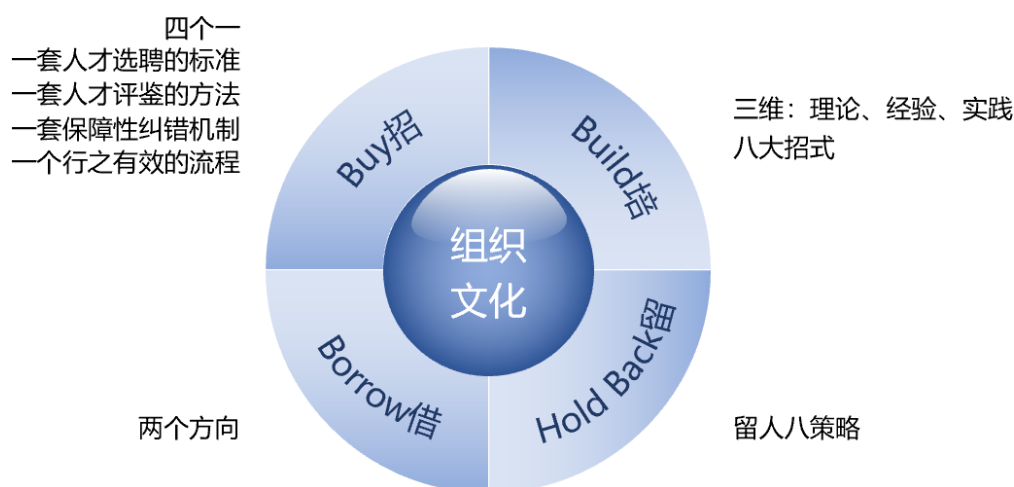 四个一
一套人才选聘的标准
一套人才评鉴的方法
一套保障性纠错机制
一个行之有效的流程
Buy招
Build培
三维：理论、经验、实践
八大招式
组织
文化
Borrow借
Hold Back留
两个方向
留人八策略